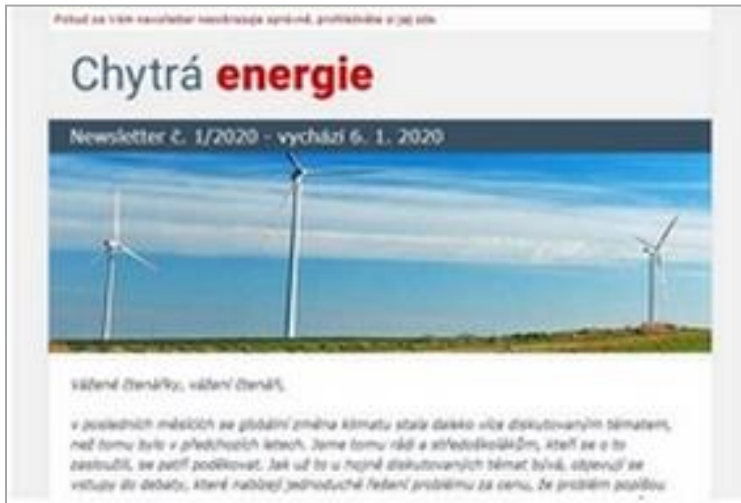 Pokud se Vám newsletter nezobrazuje správně, prohlédněte si jej zde.
Chytrá energie
Newsletter č. 1/2020 - vychází 6. 1. 2020
Vážené čtenářky, vážení čtenáři,
v posledních měsících se globální změna klimatu stala daleko více diskutovaným tématem,
než tomu bylo v předchozích letech. Jsme tomu rádi a středoškolákům, kteří se o to
zasloužili, se patří poděkovat. Jak už to u hojně diskutovaných témat bývá, objevují se
vstupy do debaty, které nabízejí jednoduché řešení problému za cenu, že problém popíšou